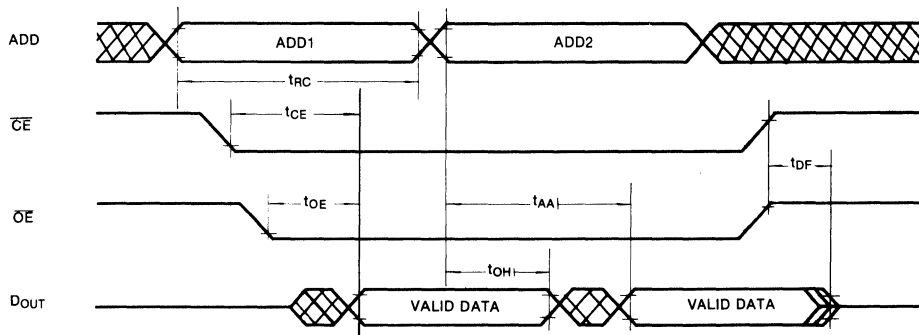 ADD
ADD1
ADD2
tRC
CE
tCE
tDF
OE
tOE
tAA
tOH
DOUT
VALID DATA
VALID DATA